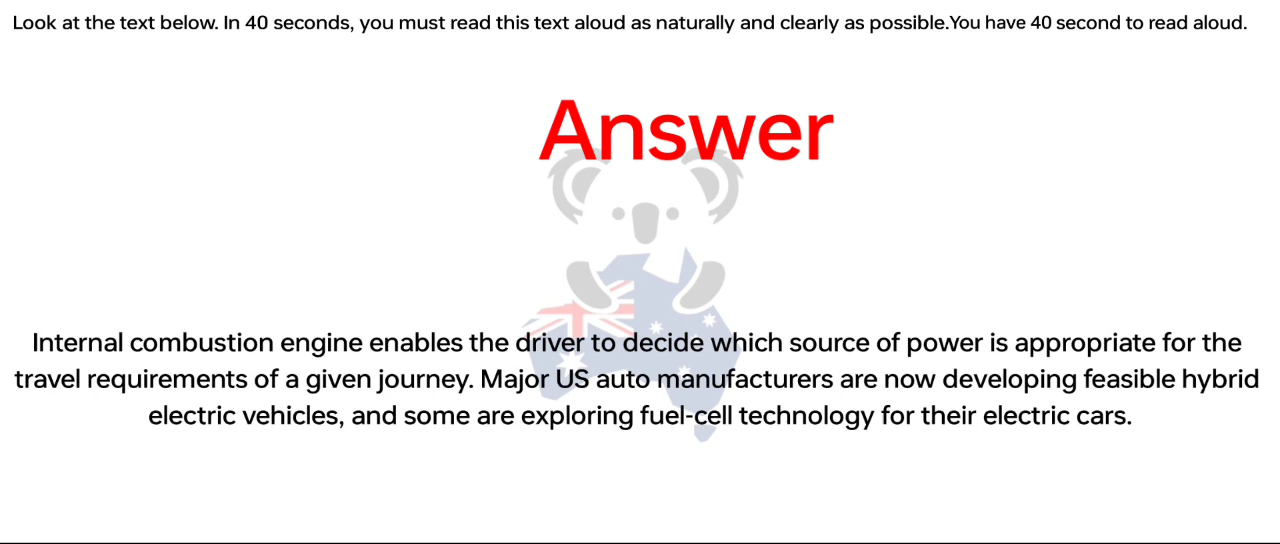 Look at the text below. In 40 seconds, you must read this text aloud as naturally and clearly as possible.You have 40 second to read aloud.
Answer
Internal combustion engine enables the driver to decide which source of power is appropriate for the
travel requirements of a given journey. Major US auto manufacturers are now developing feasible hybrid
electric vehicles, and some are exploring fuel-cell technology for their electric cars.